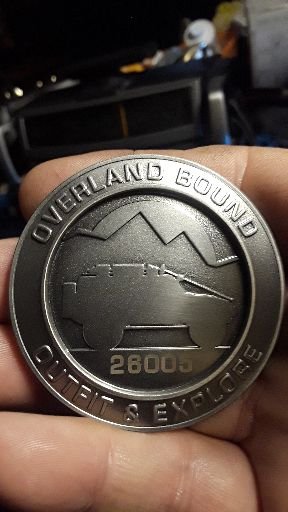 OVERLAND BOUND
26005
OUTFIT & EXPLORE